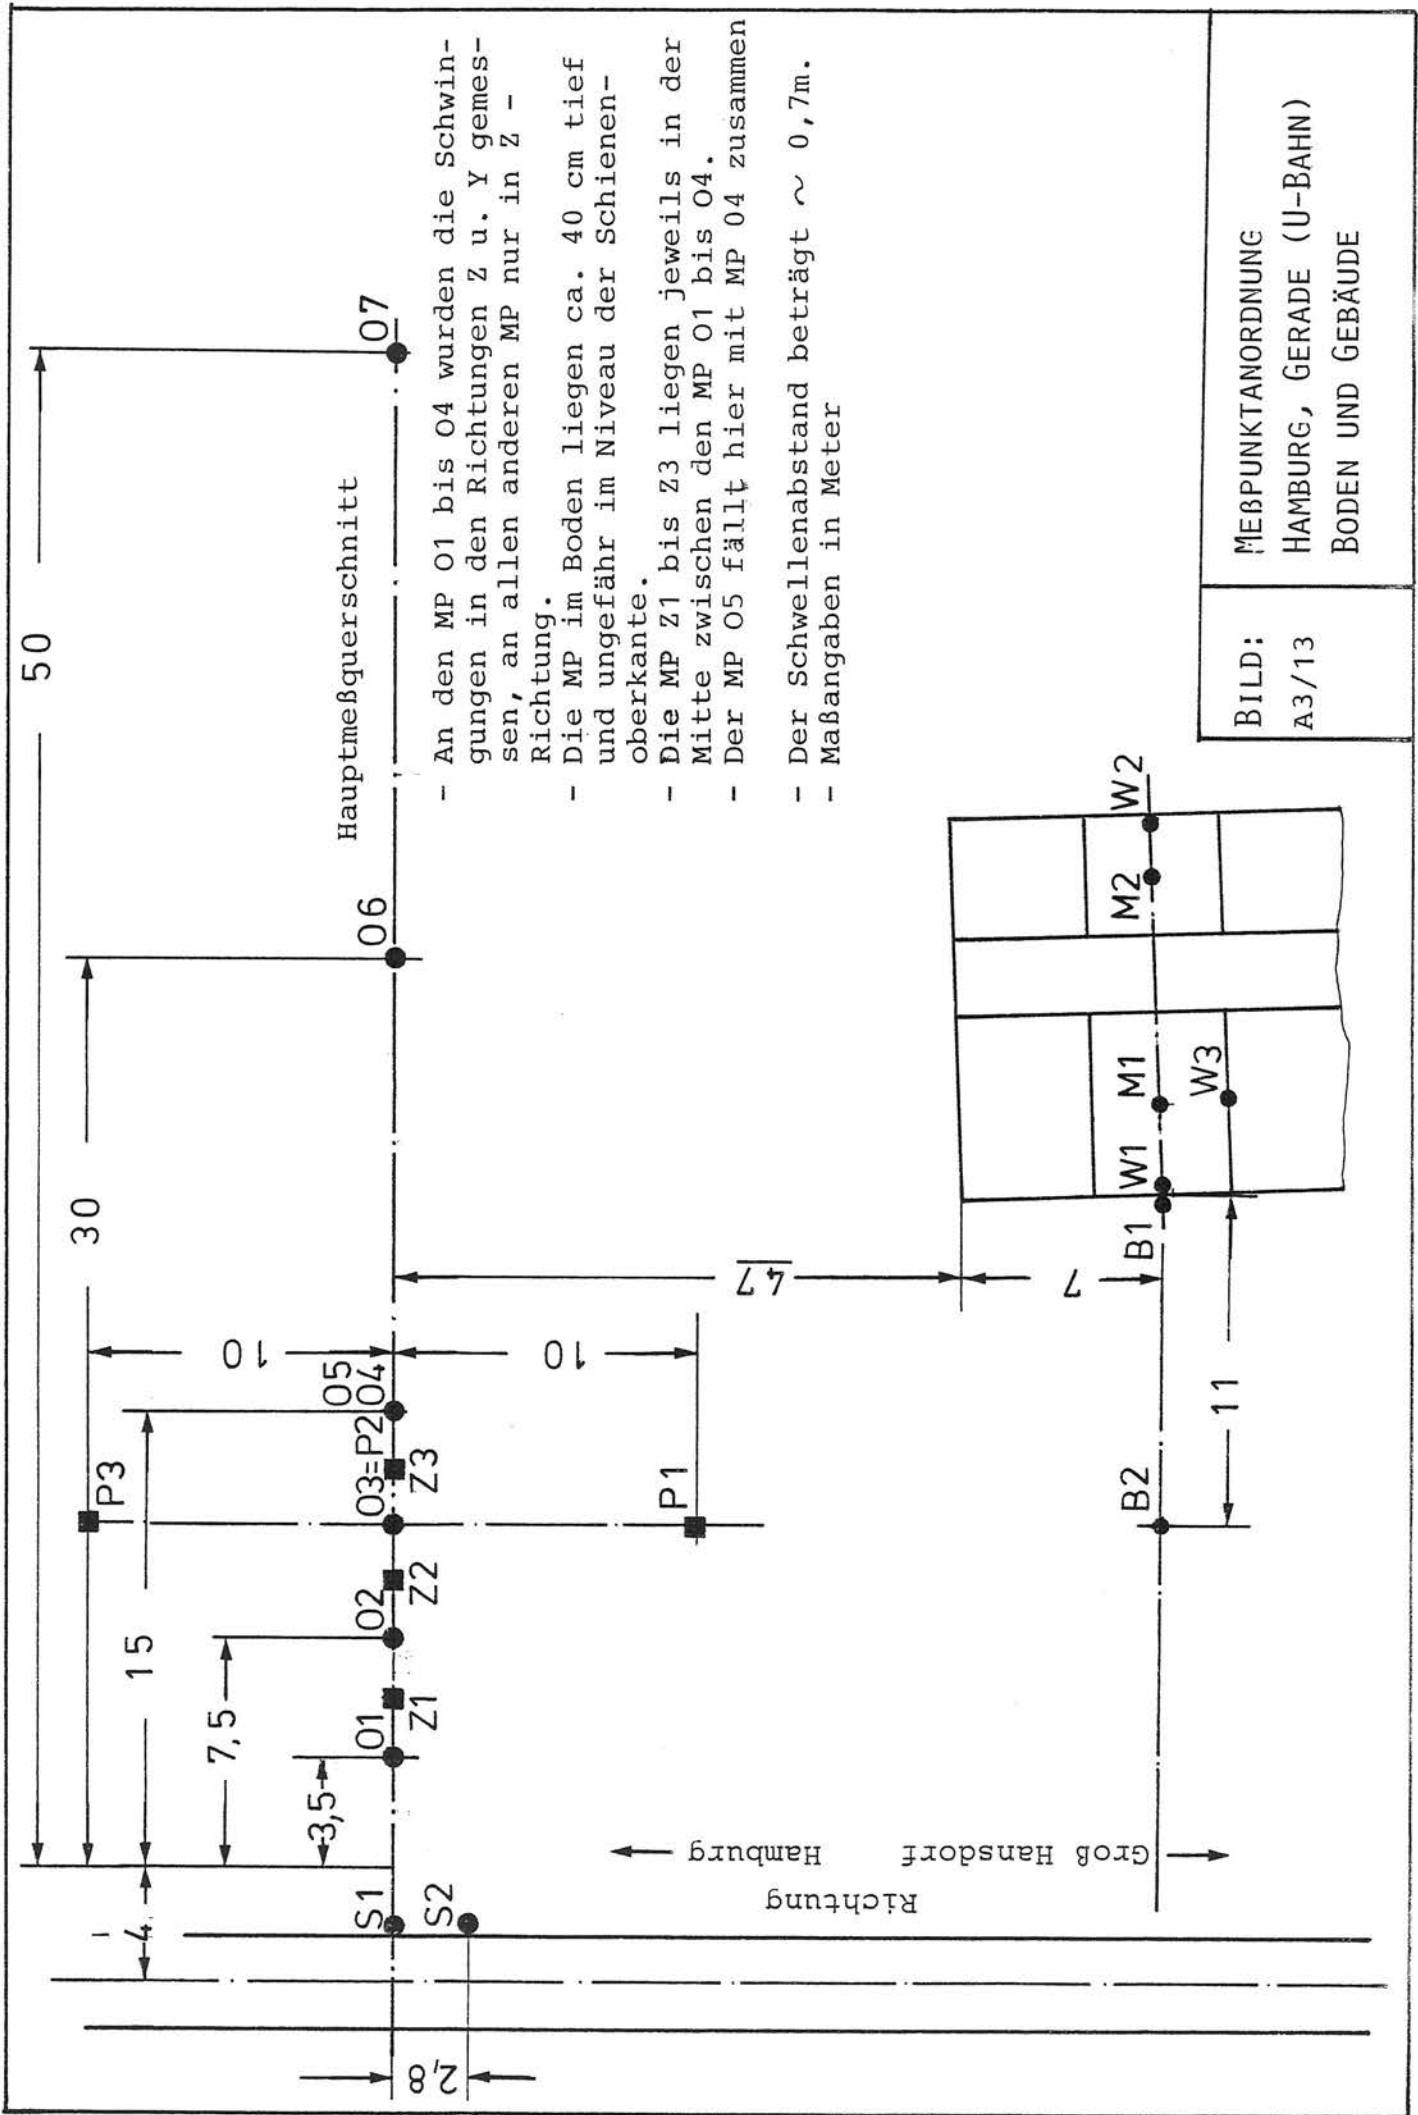 50
30
15
7,5
3,5
4
2,8
10
10
47
7
11
Hauptmeßquerschnitt
P3
S1
S2
O1
Z1
O2
Z2
O3=P2
Z3
O5
O4
O6
O7
P1
- An den MP O1 bis O4 wurden die Schwin-
gungen in den Richtungen Z u. Y gemes-
sen, an allen anderen MP nur in Z -
Richtung.
- Die MP im Boden liegen ca. 40 cm tief
und ungefähr im Niveau der Schienen-
oberkante.
- Die MP Z1 bis Z3 liegen jeweils in der
Mitte zwischen den MP O1 bis O4.
- Der MP O5 fällt hier mit MP O4 zusammen
- Der Schwellenabstand beträgt ~ 0,7m.
- Maßangaben in Meter
Richtung
Hamburg
Groß Hansdorf
B2
B1
W1
M1
W3
M2
W2
BILD:
A3/13
MEßPUNKTANORDNUNG
HAMBURG, GERADE (U-BAHN)
BODEN UND GEBÄUDE